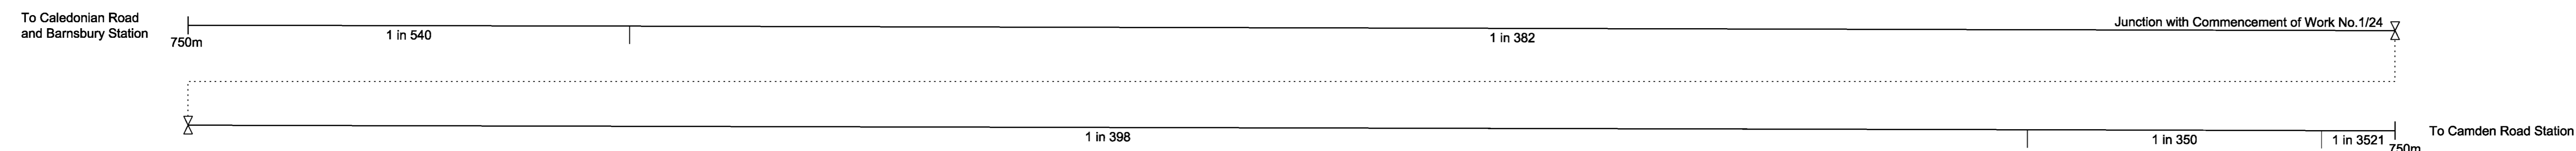 To Caledonian Road
and Barnsbury Station
750m
1 in 540
1 in 382
Junction with Commencement of Work No.1/24
1 in 398
1 in 350
1 in 3521
750m
To Camden Road Station